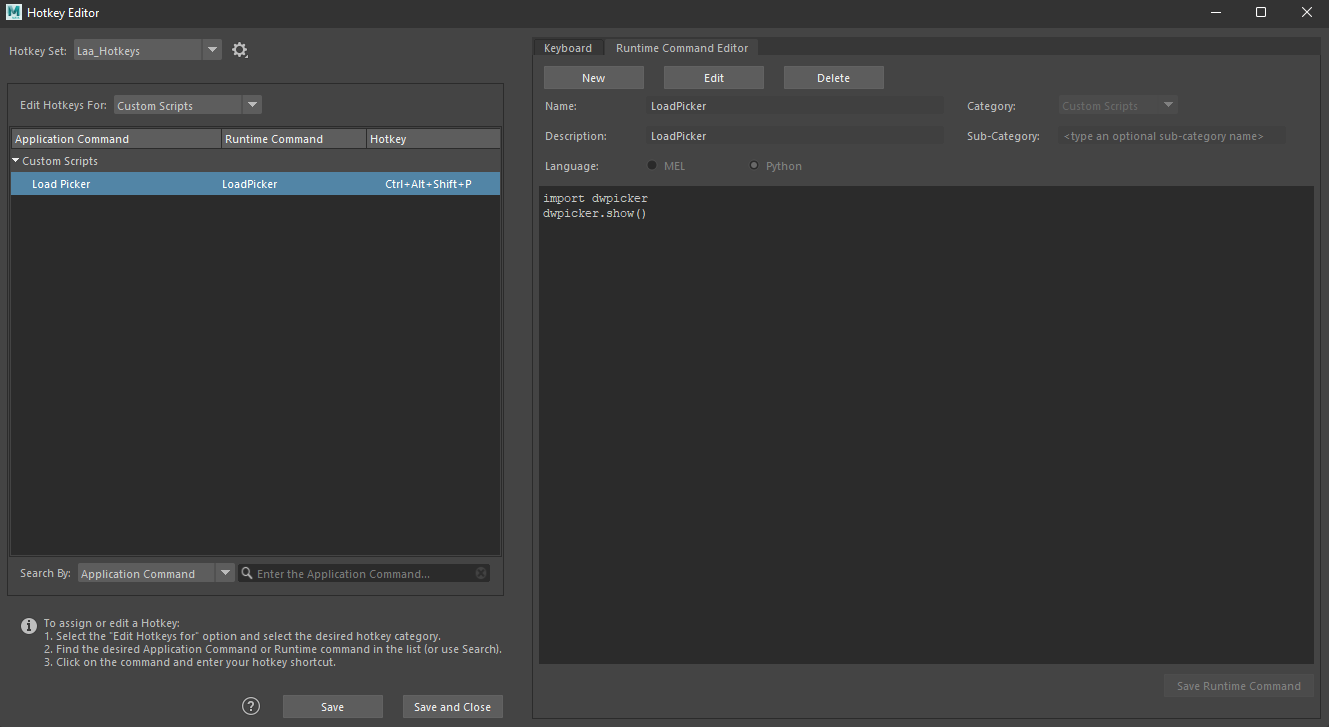 Hotkey Editor
Hotkey Set: Laa_Hotkeys
Edit Hotkeys For: Custom Scripts
Application Command Runtime Command Hotkey
Custom Scripts
Load Picker LoadPicker Ctrl+Alt+Shift+P
Search By: Application Command Enter the Application Command...
To assign or edit a Hotkey:
1. Select the "Edit Hotkeys for" option and select the desired hotkey category.
2. Find the desired Application Command or Runtime command in the list (or use Search).
3. Click on the command and enter your hotkey shortcut.
? Save Save and Close
Keyboard Runtime Command Editor
New Edit Delete
Name: LoadPicker Category: Custom Scripts
Description: LoadPicker Sub-Category: <type an optional sub-category name>
Language: MEL Python
import dwpicker
dwpicker.show()
Save Runtime Command